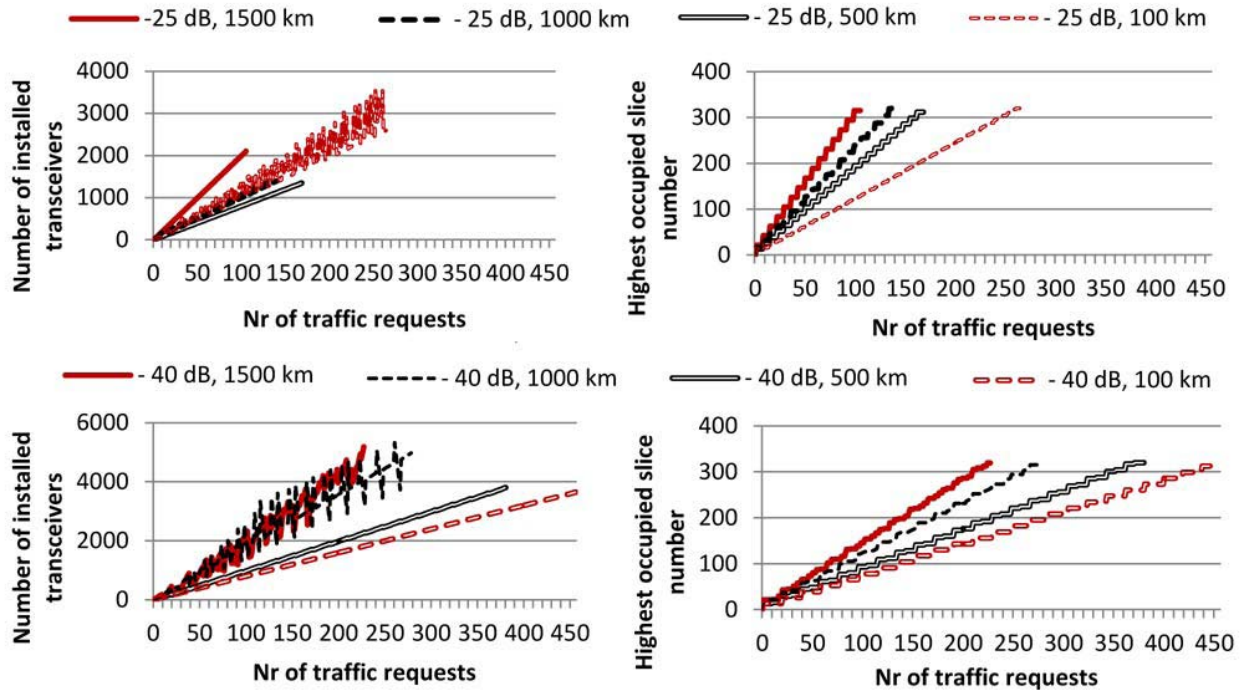 -25 dB, 1500 km - 25 dB, 1000 km - 25 dB, 500 km - 25 dB, 100 km
Number of installed transceivers
4000
3000
2000
1000
0
0 50 100 150 200 250 300 350 400 450
Nr of traffic requests
Highest occupied slice number
400
300
200
100
0
0 50 100 150 200 250 300 350 400 450
Nr of traffic requests
- 40 dB, 1500 km - 40 dB, 1000 km - 40 dB, 500 km - 40 dB, 100 km
Number of installed transceivers
6000
4000
2000
0
0 50 100 150 200 250 300 350 400 450
Nr of traffic requests
Highest occupied slice number
400
300
200
100
0
0 50 100 150 200 250 300 350 400 450
Nr of traffic requests